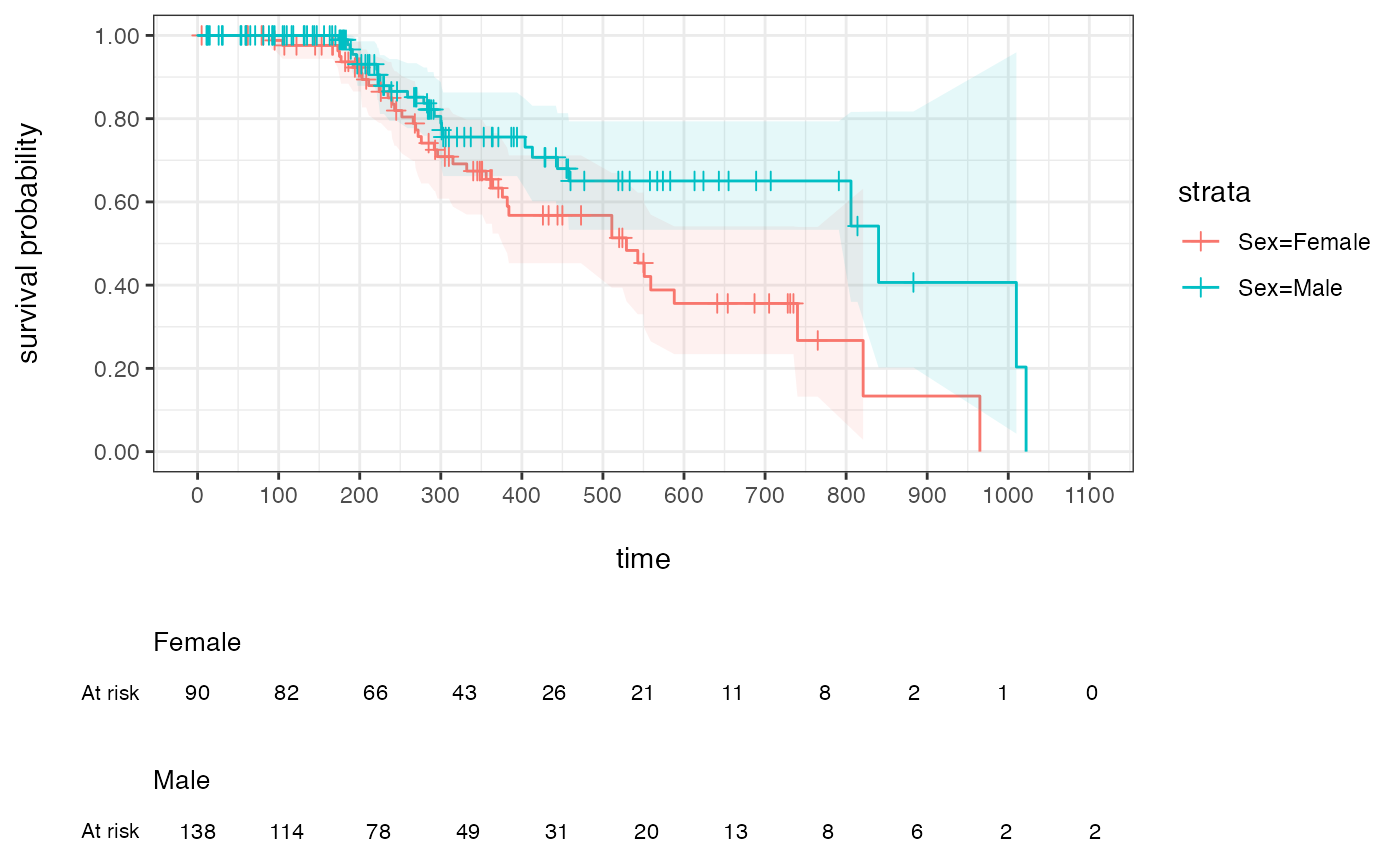 survival probability
1.00
0.80
0.60
0.40
0.20
0.00
0 100 200 300 400 500 600 700 800 900 1000 1100
time
strata
Sex=Female
Sex=Male
Female
At risk 90 82 66 43 26 21 11 8 2 1 0
Male
At risk 138 114 78 49 31 20 13 8 6 2 2